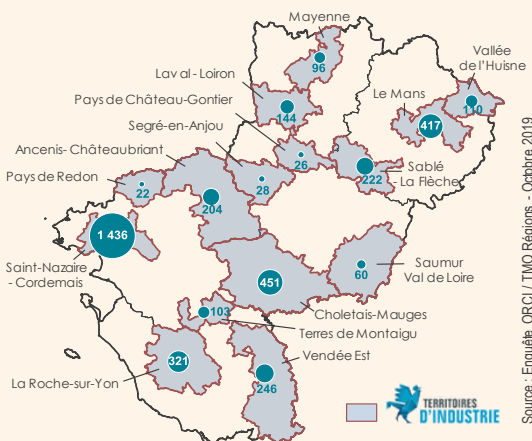 Mayenne
96
Vallée
de l'Huisne
110
Laval - Loiron
144
Le Mans
417
Pays de Château-Gontier
26
Segré-en-Anjou
28
Sablé
- La Flèche
222
Ancenis- Châteaubriant
204
Pays de Redon
22
1 436
Saint-Nazaire
- Cordemais
451
Choletais-Mauges
60
Saumur
Val de Loire
103
Terres de Montaigu
321
La Roche-sur-Yon
Vendée Est
246
TERRITOIRES
D'INDUSTRIE
Source : Enquête ORCI / TMO Régions - Octobre 2019